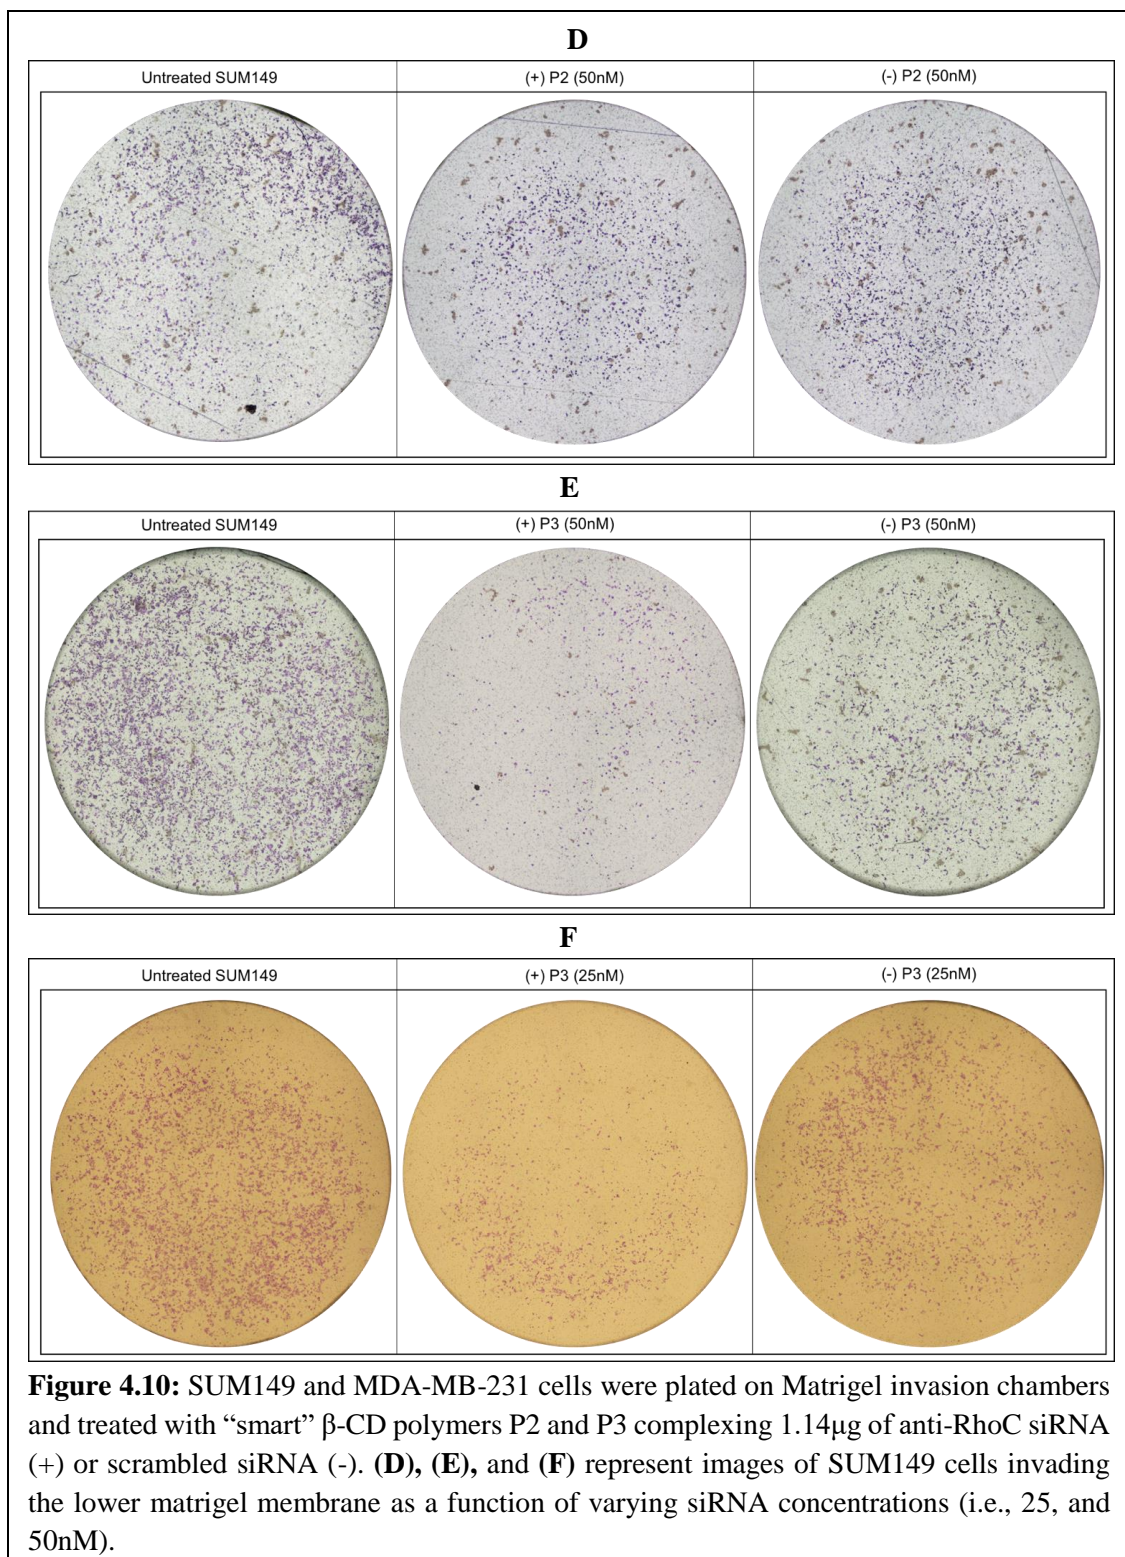 D
Untreated SUM149
(+) P2 (50nM)
(-) P2 (50nM)
E
Untreated SUM149
(+) P3 (50nM)
(-) P3 (50nM)
F
Untreated SUM149
(+) P3 (25nM)
(-) P3 (25nM)
Figure 4.10: SUM149 and MDA-MB-231 cells were plated on Matrigel invasion chambers
and treated with “smart” β-CD polymers P2 and P3 complexing 1.14μg of anti-RhoC siRNA
(+) or scrambled siRNA (-). (D), (E), and (F) represent images of SUM149 cells invading
the lower matrigel membrane as a function of varying siRNA concentrations (i.e., 25, and
50nM).